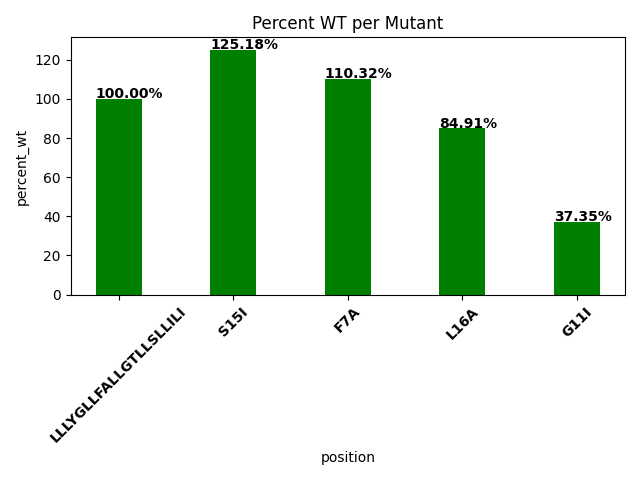 Percent WT per Mutant
percent_wt
120
100
80
60
40
20
0
100.00%
125.18%
110.32%
84.91%
37.35%
LLLYGLLFALLGTLLSLLILI
S15I
F7A
L16A
G11I
position